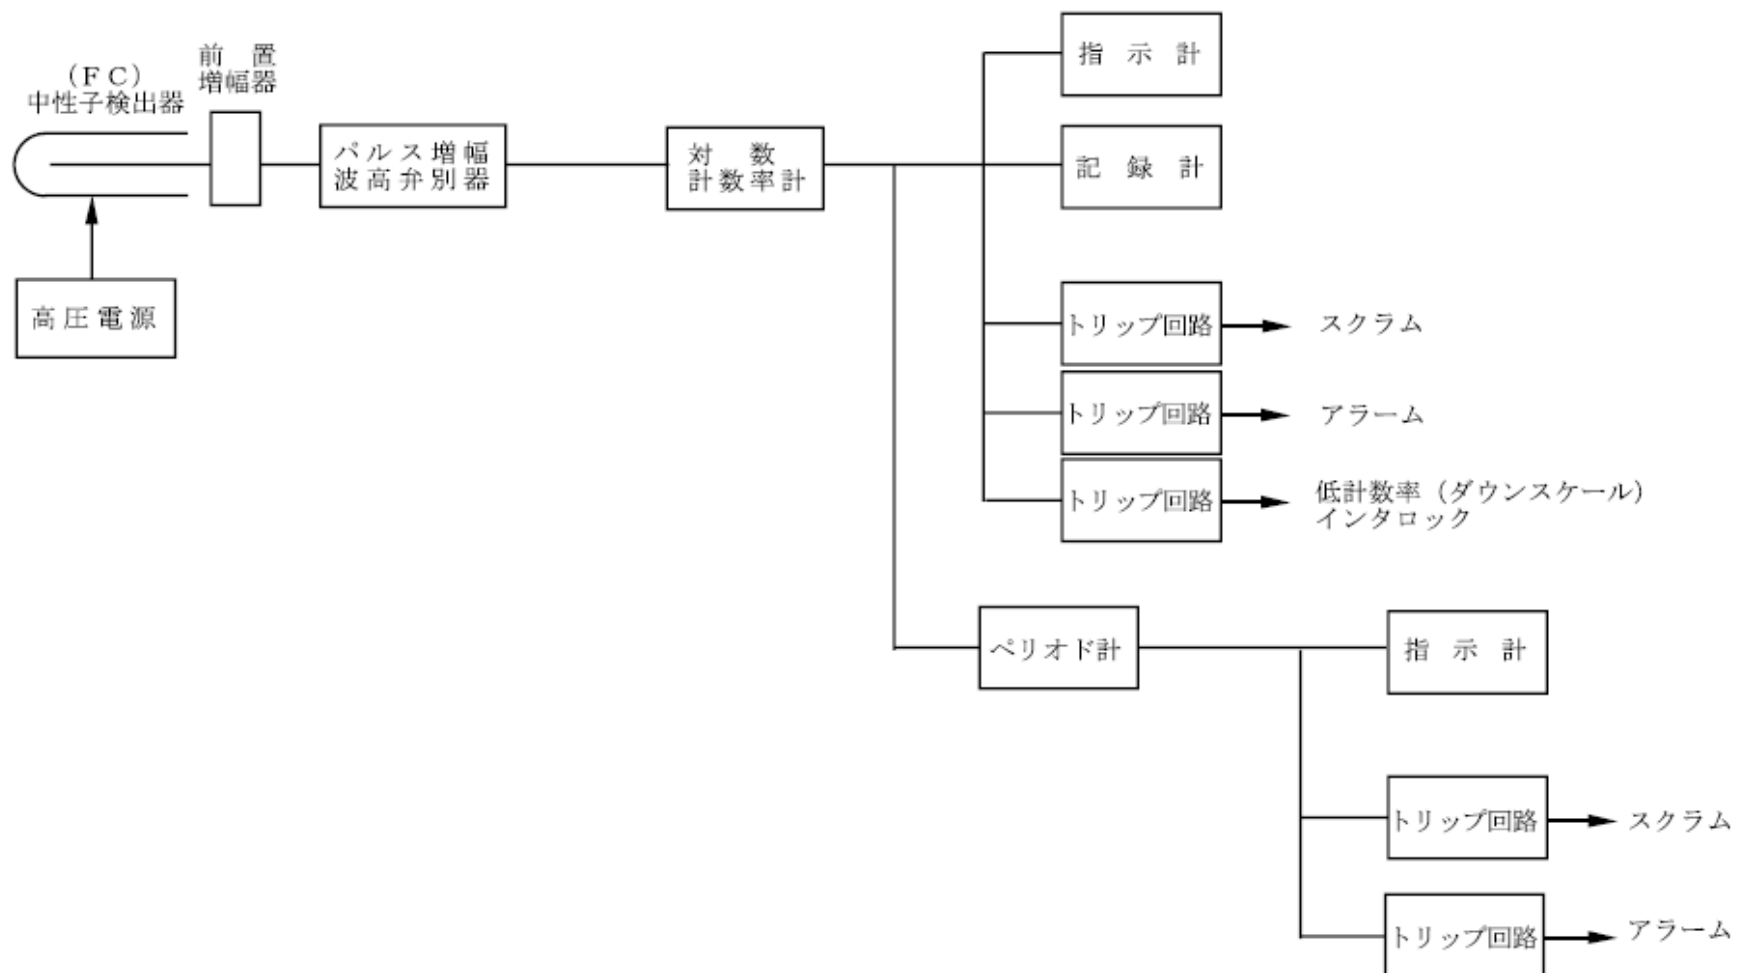 (FC)
中性子検出器
前 置
増幅器
高圧電源
パルス増幅
波高弁別器
対 数
計数率計
指 示 計
記 録 計
トリップ回路
スクラム
トリップ回路
アラーム
トリップ回路
低計数率(ダウンスケール)
インタロック
ペリオド計
指 示 計
トリップ回路
スクラム
トリップ回路
アラーム